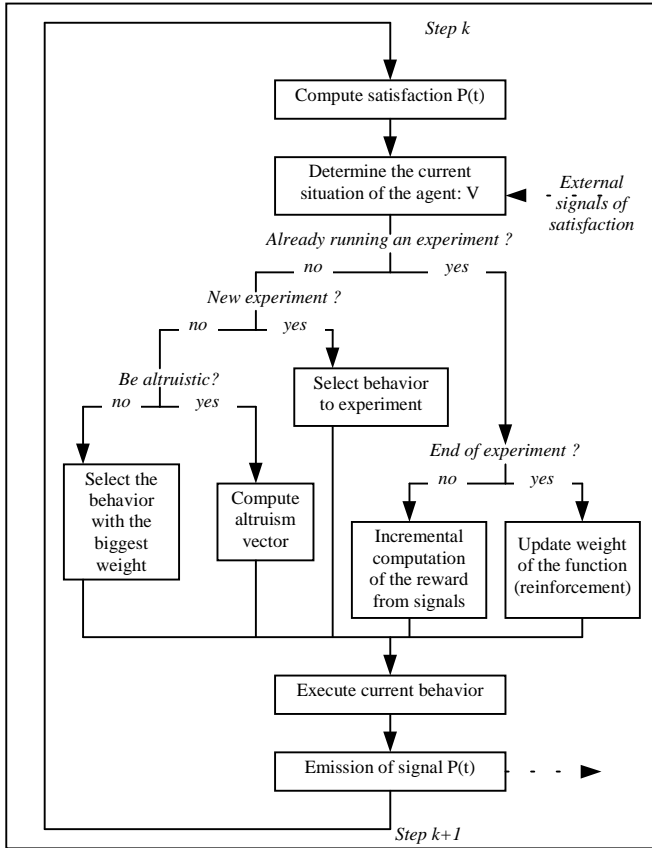 Step k
Compute satisfaction P(t)
Determine the current
situation of the agent: V
External
signals of
satisfaction
Already running an experiment ?
no
yes
New experiment ?
no
yes
Be altruistic?
no
yes
Select behavior
to experiment
End of experiment ?
no
yes
Select the
behavior
with the
biggest
weight
Compute
altruism
vector
Incremental
computation
of the reward
from signals
Update weight
of the function
(reinforcement)
Execute current behavior
Emission of signal P(t)
Step k+1